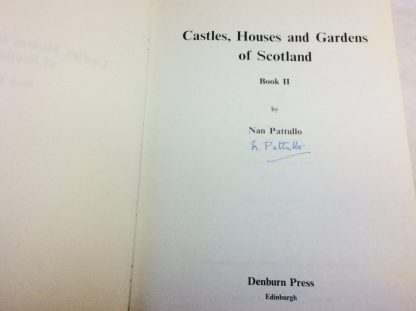 Castles, Houses and Gardens
of Scotland
Book II
by
Nan Pattullo
N Pattullo
Denburn Press
Edinburgh